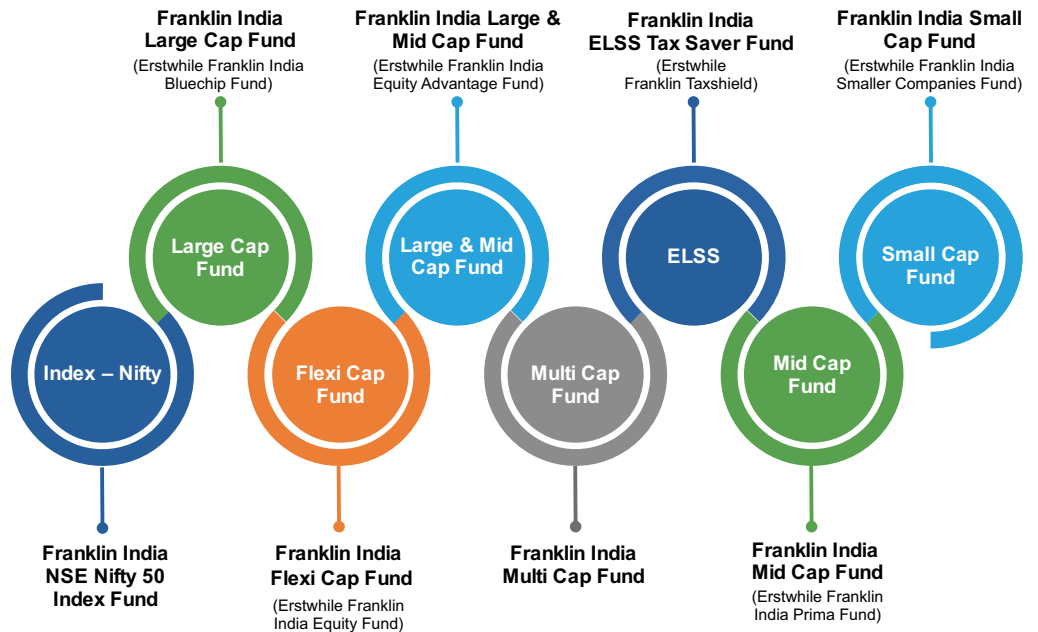 Franklin India
Large Cap Fund
(Erstwhile Franklin India
Bluechip Fund)
Franklin India Large &
Mid Cap Fund
(Erstwhile Franklin India
Equity Advantage Fund)
Franklin India
ELSS Tax Saver Fund
(Erstwhile
Franklin Taxshield)
Franklin India Small
Cap Fund
(Erstwhile Franklin India
Smaller Companies Fund)
Large Cap
Fund
Large & Mid
Cap Fund
ELSS
Small Cap
Fund
Index – Nifty
Flexi Cap
Fund
Multi Cap
Fund
Mid Cap
Fund
Franklin India
NSE Nifty 50
Index Fund
Franklin India
Flexi Cap Fund
(Erstwhile Franklin
India Equity Fund)
Franklin India
Multi Cap Fund
Franklin India
Mid Cap Fund
(Erstwhile Franklin
India Prima Fund)